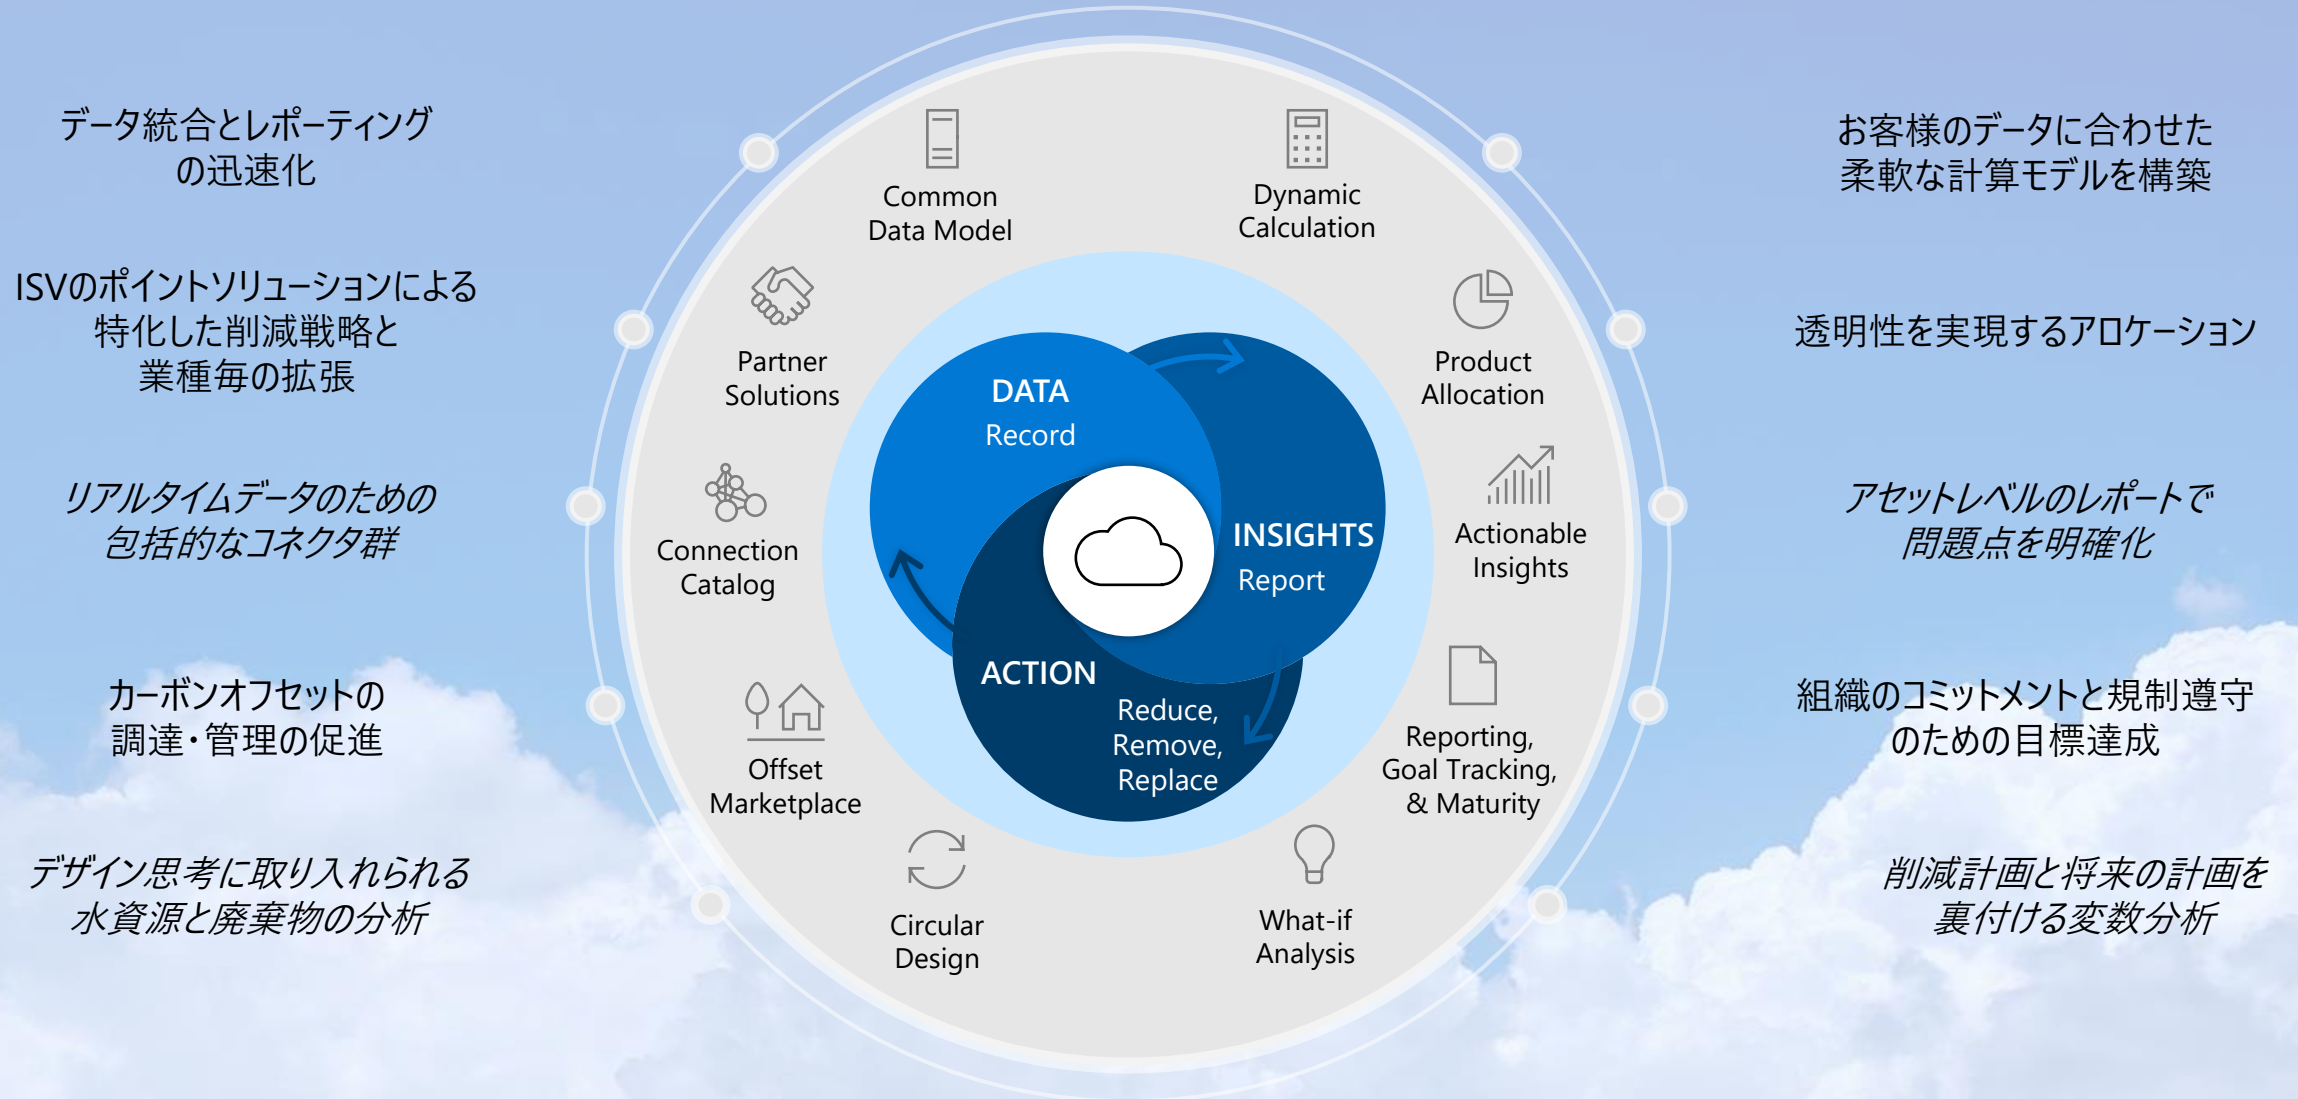 データ統合とレポーティング
の迅速化
ISVのポイントソリューションによる
特化した削減戦略と
業種毎の拡張
リアルタイムデータのための
包括的なコネクタ群
カーボンオフセットの
調達・管理の促進
デザイン思考に取り入れられる
水資源と廃棄物の分析
Common
Data Model
Partner
Solutions
Connection
Catalog
Offset
Marketplace
Circular
Design
DATA
Record
INSIGHTS
Report
ACTION
Reduce,
Remove,
Replace
Dynamic
Calculation
Product
Allocation
Actionable
Insights
Reporting,
Goal Tracking,
& Maturity
What-if
Analysis
お客様のデータに合わせた
柔軟な計算モデルを構築
透明性を実現するアロケーション
アセットレベルのレポートで
問題点を明確化
組織のコミットメントと規制遵守
のための目標達成
削減計画と将来の計画を
裏付ける変数分析